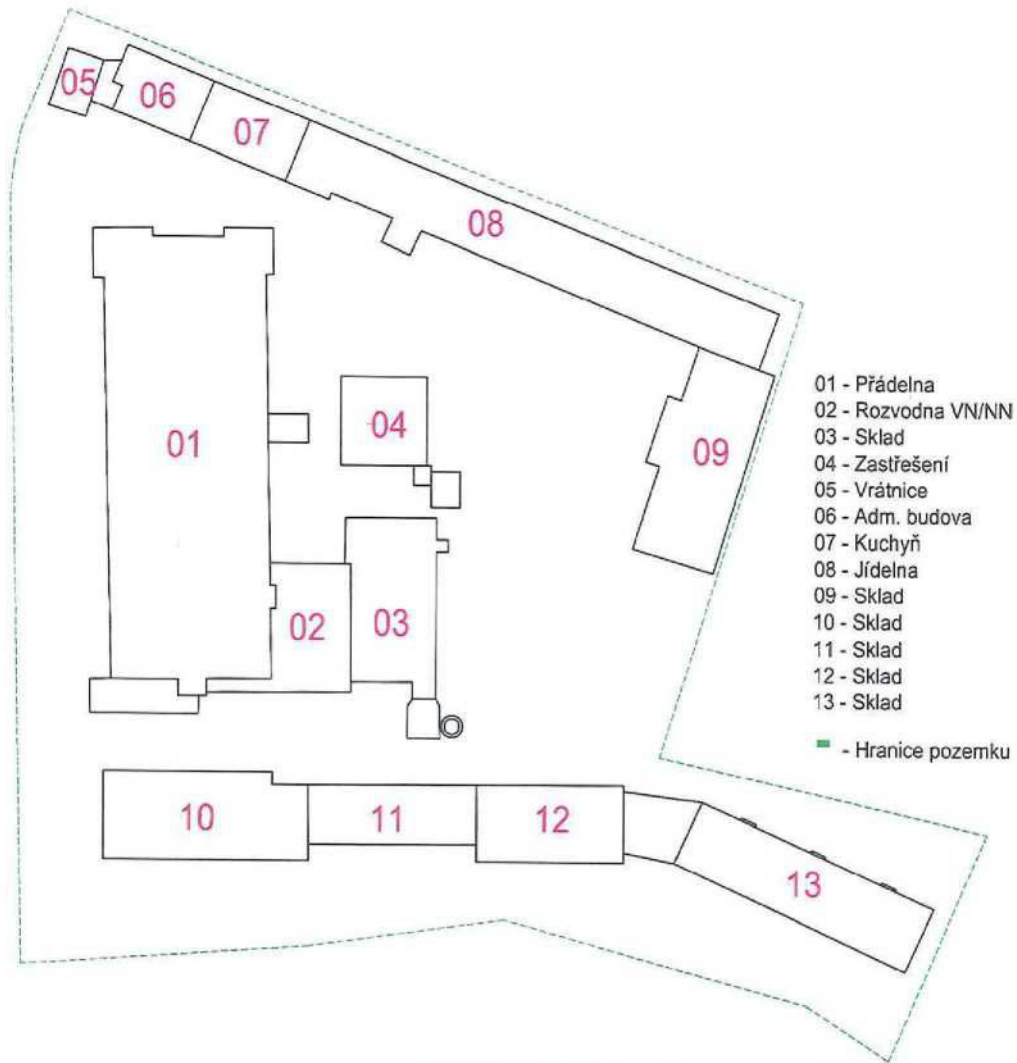 05
06
07
08
01
04
09
02
03
10
11
12
13
01 - Přádelna
02 - Rozvodna VN/NN
03 - Sklad
04 - Zastřešení
05 - Vrátnice
06 - Adm. budova
07 - Kuchyň
08 - Jídelna
09 - Sklad
10 - Sklad
11 - Sklad
12 - Sklad
13 - Sklad
- Hranice pozemku